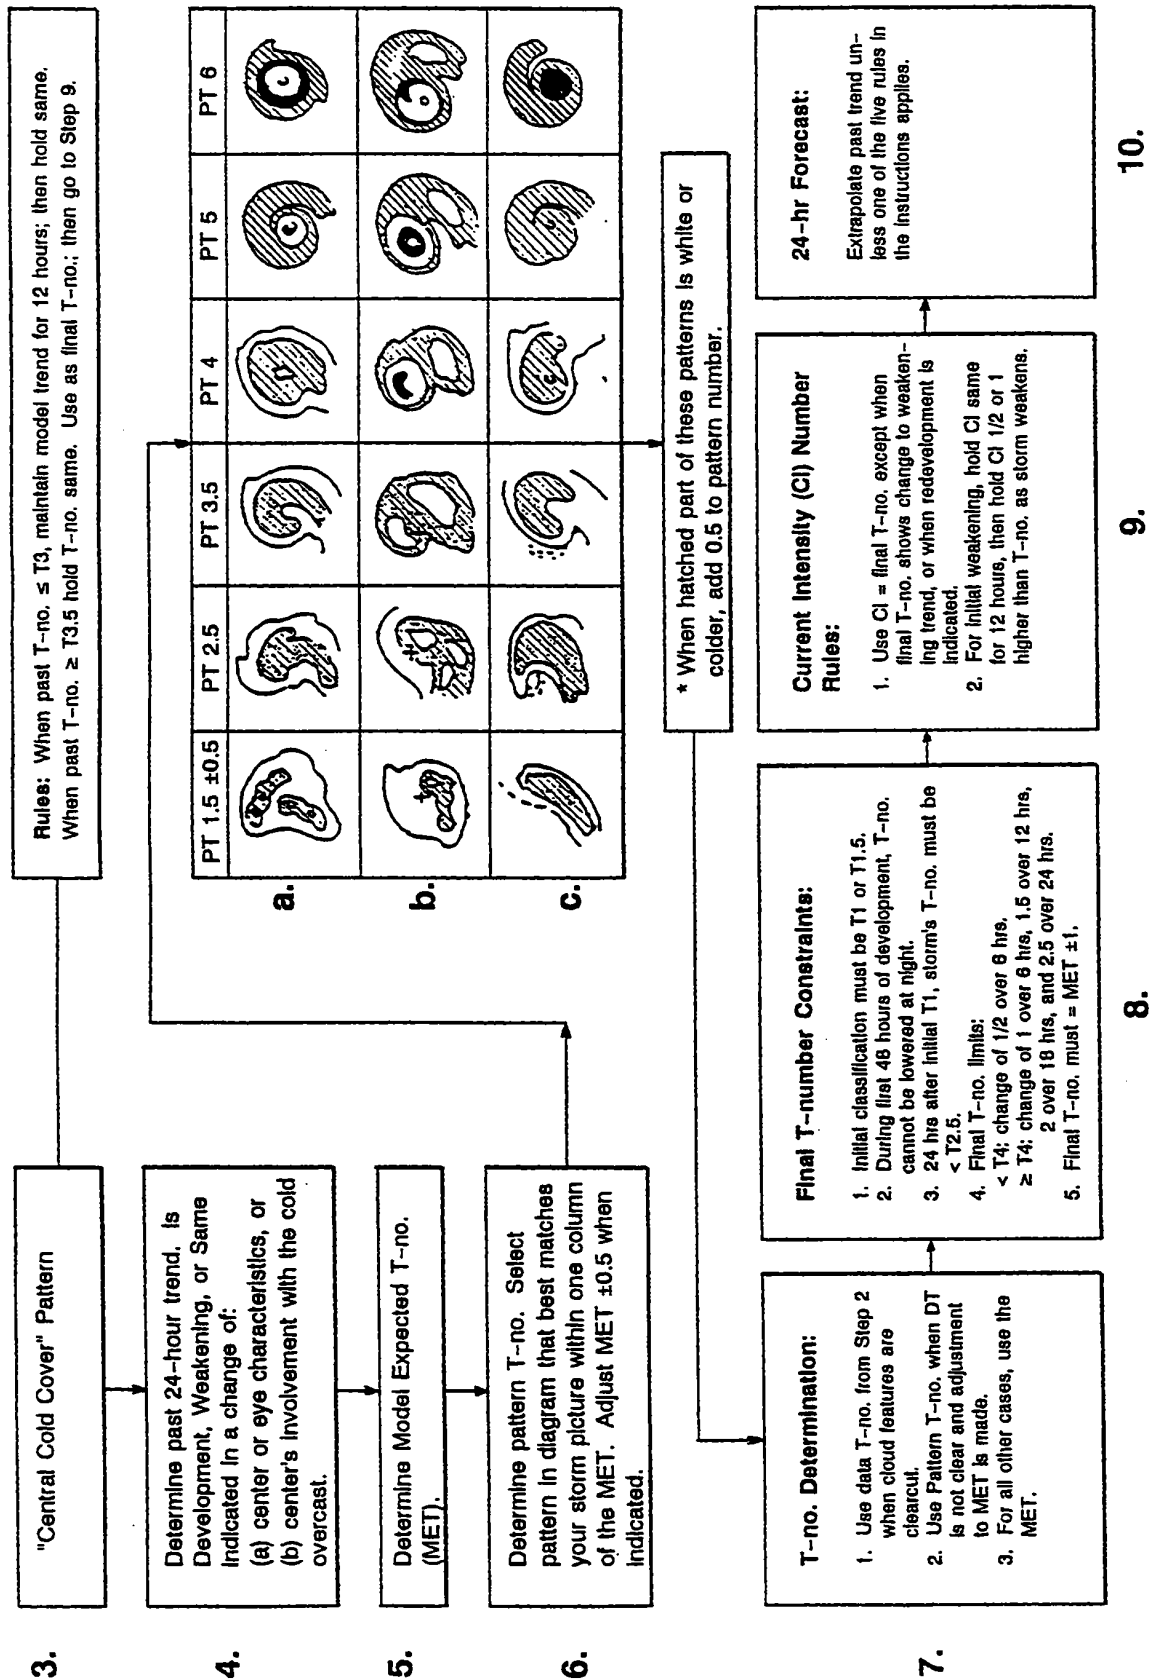 3.
"Central Cold Cover" Pattern
Rules: When past T-no. ≤ T3, maintain model trend for 12 hours; then hold same.
When past T-no. ≥ T3.5 hold T-no. same. Use as final T-no.; then go to Step 9.
4.
Determine past 24-hour trend. Is
Development, Weakening, or Same
indicated in a change of:
(a) center or eye characteristics, or
(b) center's involvement with the cold
overcast.
5.
Determine Model Expected T-no.
(MET).
6.
Determine pattern T-no. Select
pattern in diagram that best matches
your storm picture within one column
of the MET. Adjust MET ±0.5 when
indicated.
PT 1.5 ±0.5
PT 2.5
PT 3.5
PT 4
PT 5
PT 6
a.
b.
c.
* When hatched part of these patterns is white or
colder, add 0.5 to pattern number.
7.
T-no. Determination:
1. Use data T-no. from Step 2
when cloud features are
clearcut.
2. Use Pattern T-no. when DT
is not clear and adjustment
to MET is made.
3. For all other cases, use the
MET.
Final T-number Constraints:
1. Initial classification must be T1 or T1.5.
2. During first 48 hours of development, T-no.
cannot be lowered at night.
3. 24 hrs after initial T1, storm's T-no. must be
< T2.5.
4. Final T-no. limits:
< T4: change of 1/2 over 6 hrs.
≥ T4: change of 1 over 6 hrs, 1.5 over 12 hrs,
2 over 18 hrs, and 2.5 over 24 hrs.
5. Final T-no. must = MET ±1.
8.
Current Intensity (CI) Number
Rules:
1. Use CI = final T-no. except when
final T-no. shows change to weaken-
ing trend, or when redevelopment is
indicated.
2. For initial weakening, hold CI same
for 12 hours, then hold CI 1/2 or 1
higher than T-no. as storm weakens.
9.
24-hr Forecast:
Extrapolate past trend un-
less one of the five rules in
the instructions applies.
10.